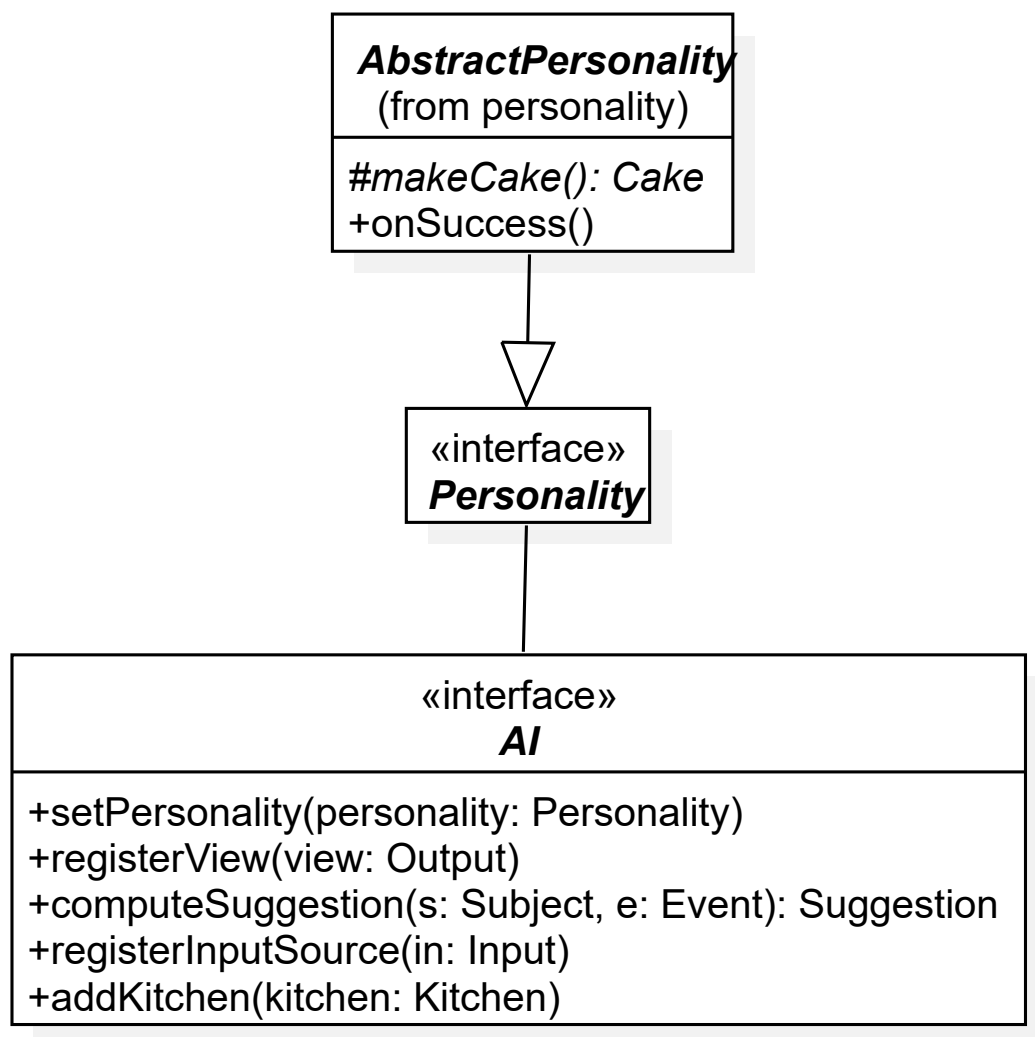 AbstractPersonality
(from personality)
#makeCake(): Cake
+onSuccess()
«interface»
Personality
«interface»
AI
+setPersonality(personality: Personality)
+registerView(view: Output)
+computeSuggestion(s: Subject, e: Event): Suggestion
+registerInputSource(in: Input)
+addKitchen(kitchen: Kitchen)